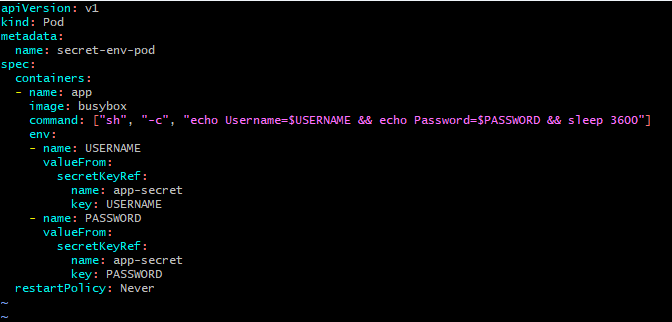 apiVersion: v1
kind: Pod
metadata:
  name: secret-env-pod
spec:
  containers:
  - name: app
    image: busybox
    command: ["sh", "-c", "echo Username=$USERNAME && echo Password=$PASSWORD && sleep 3600"]
    env:
    - name: USERNAME
      valueFrom:
        secretKeyRef:
          name: app-secret
          key: USERNAME
    - name: PASSWORD
      valueFrom:
        secretKeyRef:
          name: app-secret
          key: PASSWORD
  restartPolicy: Never
~
~